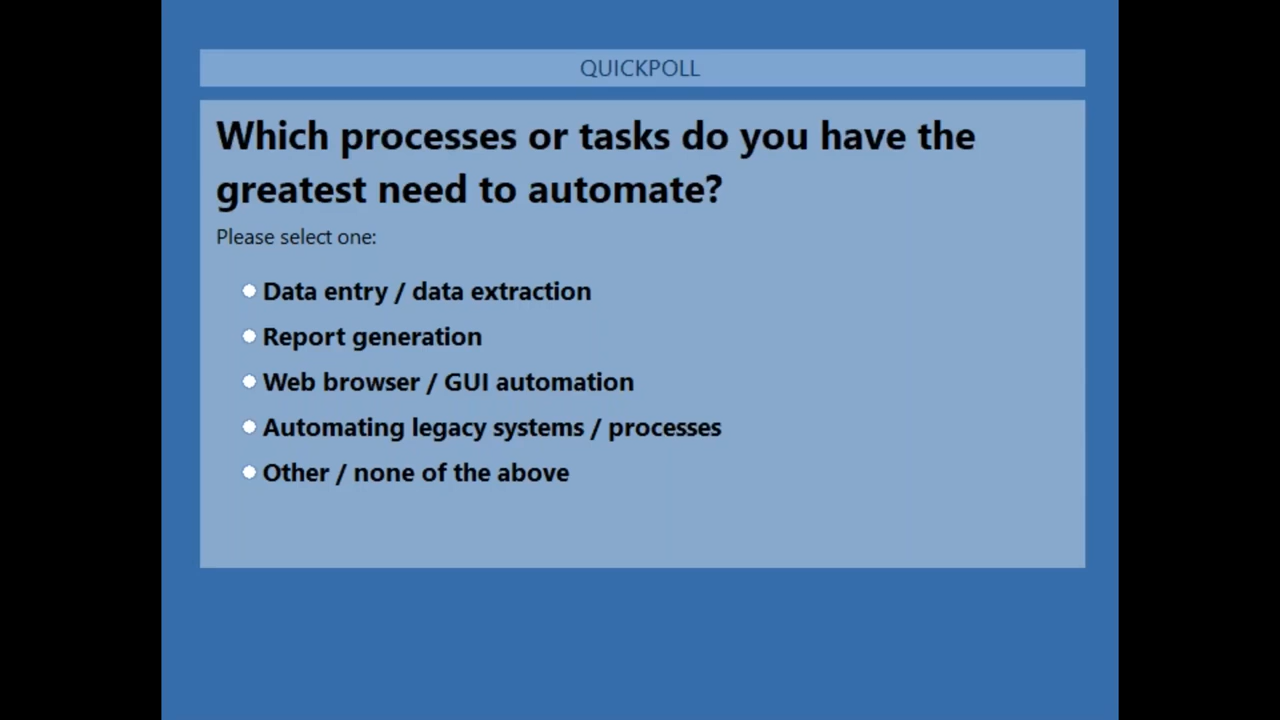 QUICKPOLL
Which processes or tasks do you have the
greatest need to automate?
Please select one:
Data entry / data extraction
Report generation
Web browser / GUI automation
Automating legacy systems / processes
Other / none of the above